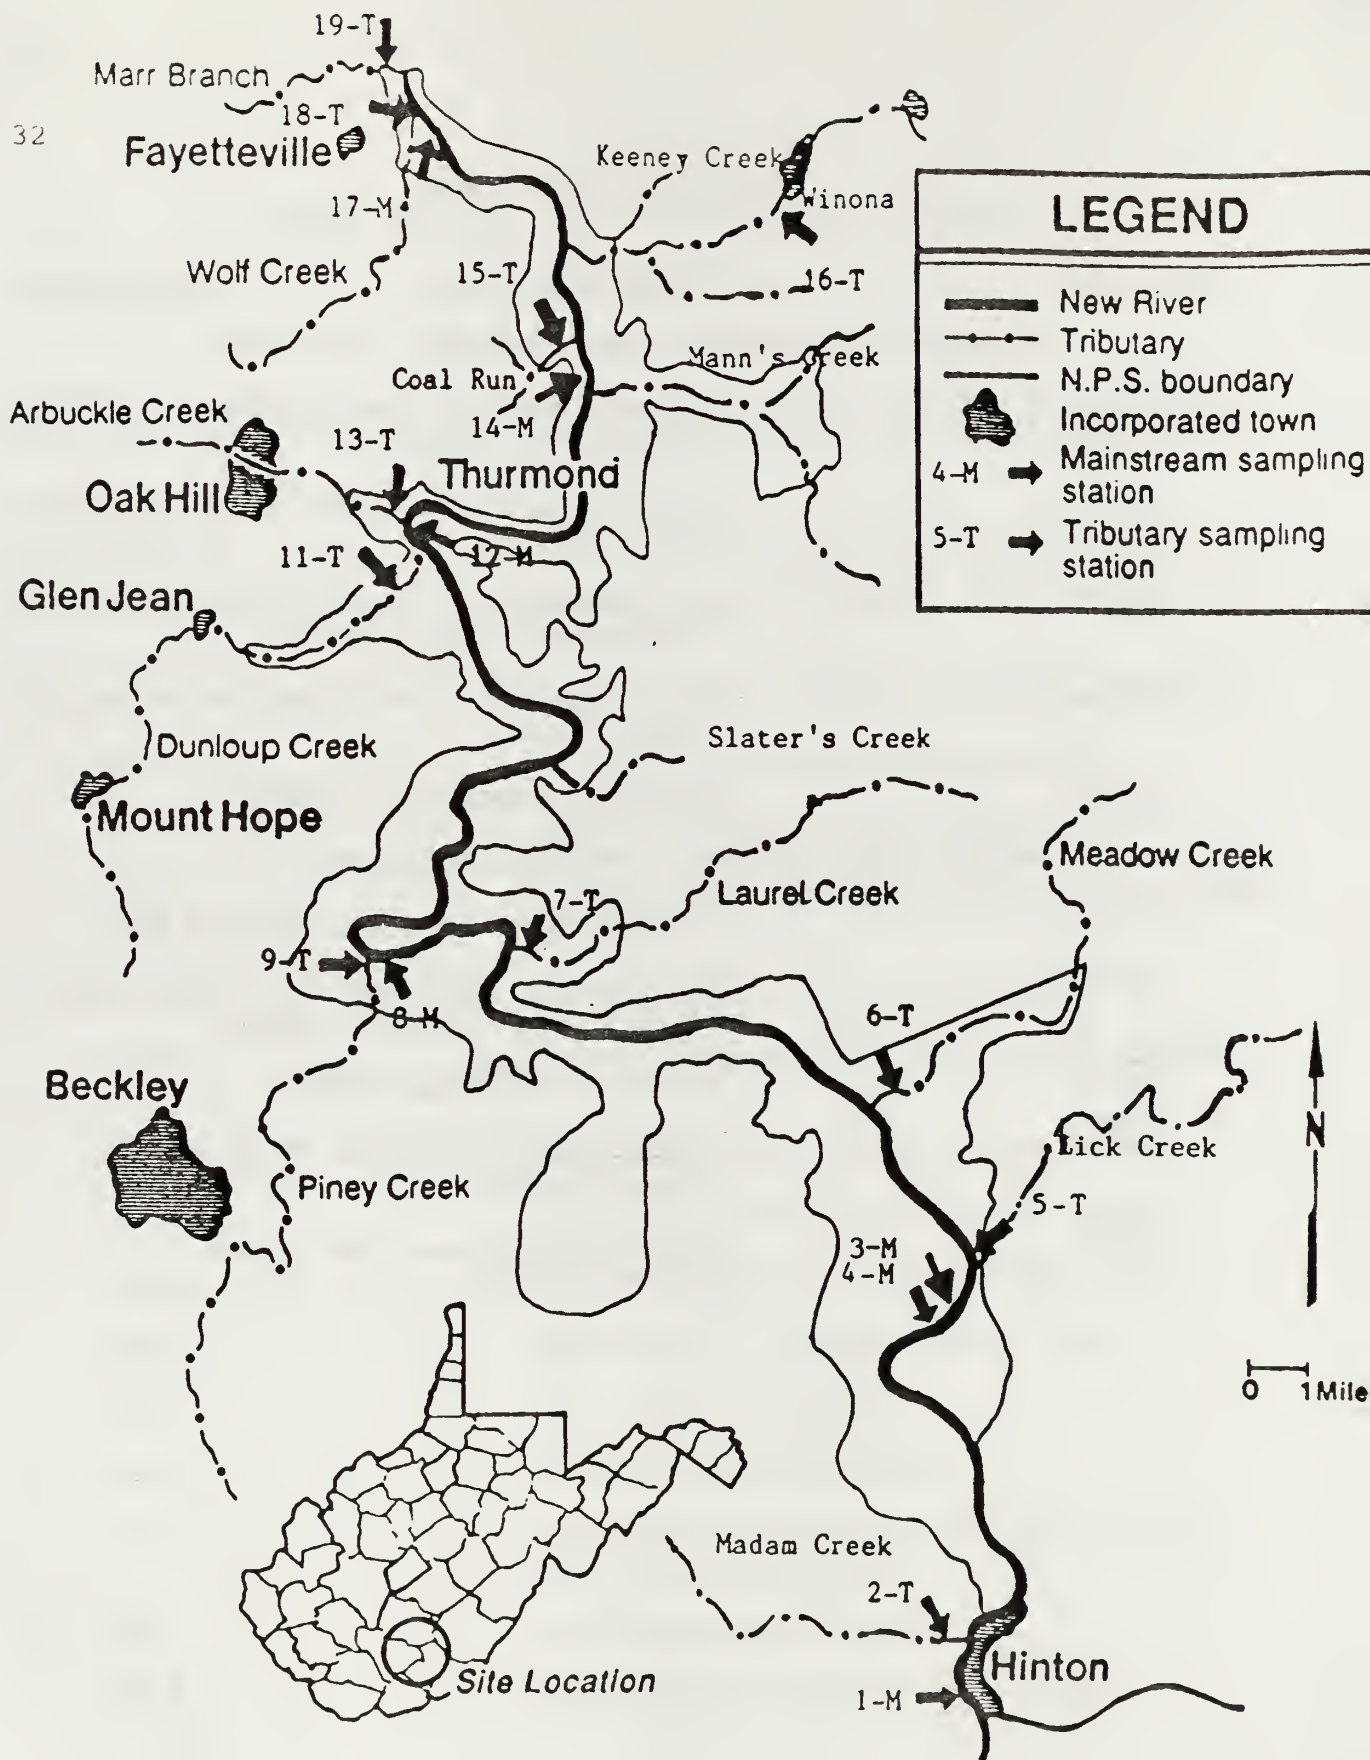 19-T
Marr Branch
18-T
32
Fayetteville
Keeney Creek
Winona
17-M
Wolf Creek
15-T
16-T
LEGEND
New River
Tributary
N.P.S. boundary
Incorporated town
4-M Mainstream sampling
station
5-T Tributary sampling
station
Mann's Creek
Coal Run
14-M
Arbuckle Creek
13-T
Thurmond
Oak Hill
11-T
12-M
Glen Jean
Dunloup Creek
Slater's Creek
Mount Hope
Meadow Creek
Laurel Creek
7-T
9-T
8-M
6-T
Beckley
Lick Creek
N
Piney Creek
5-T
3-M
4-M
0 1 Mile
Madam Creek
2-T
Hinton
Site Location
1-M